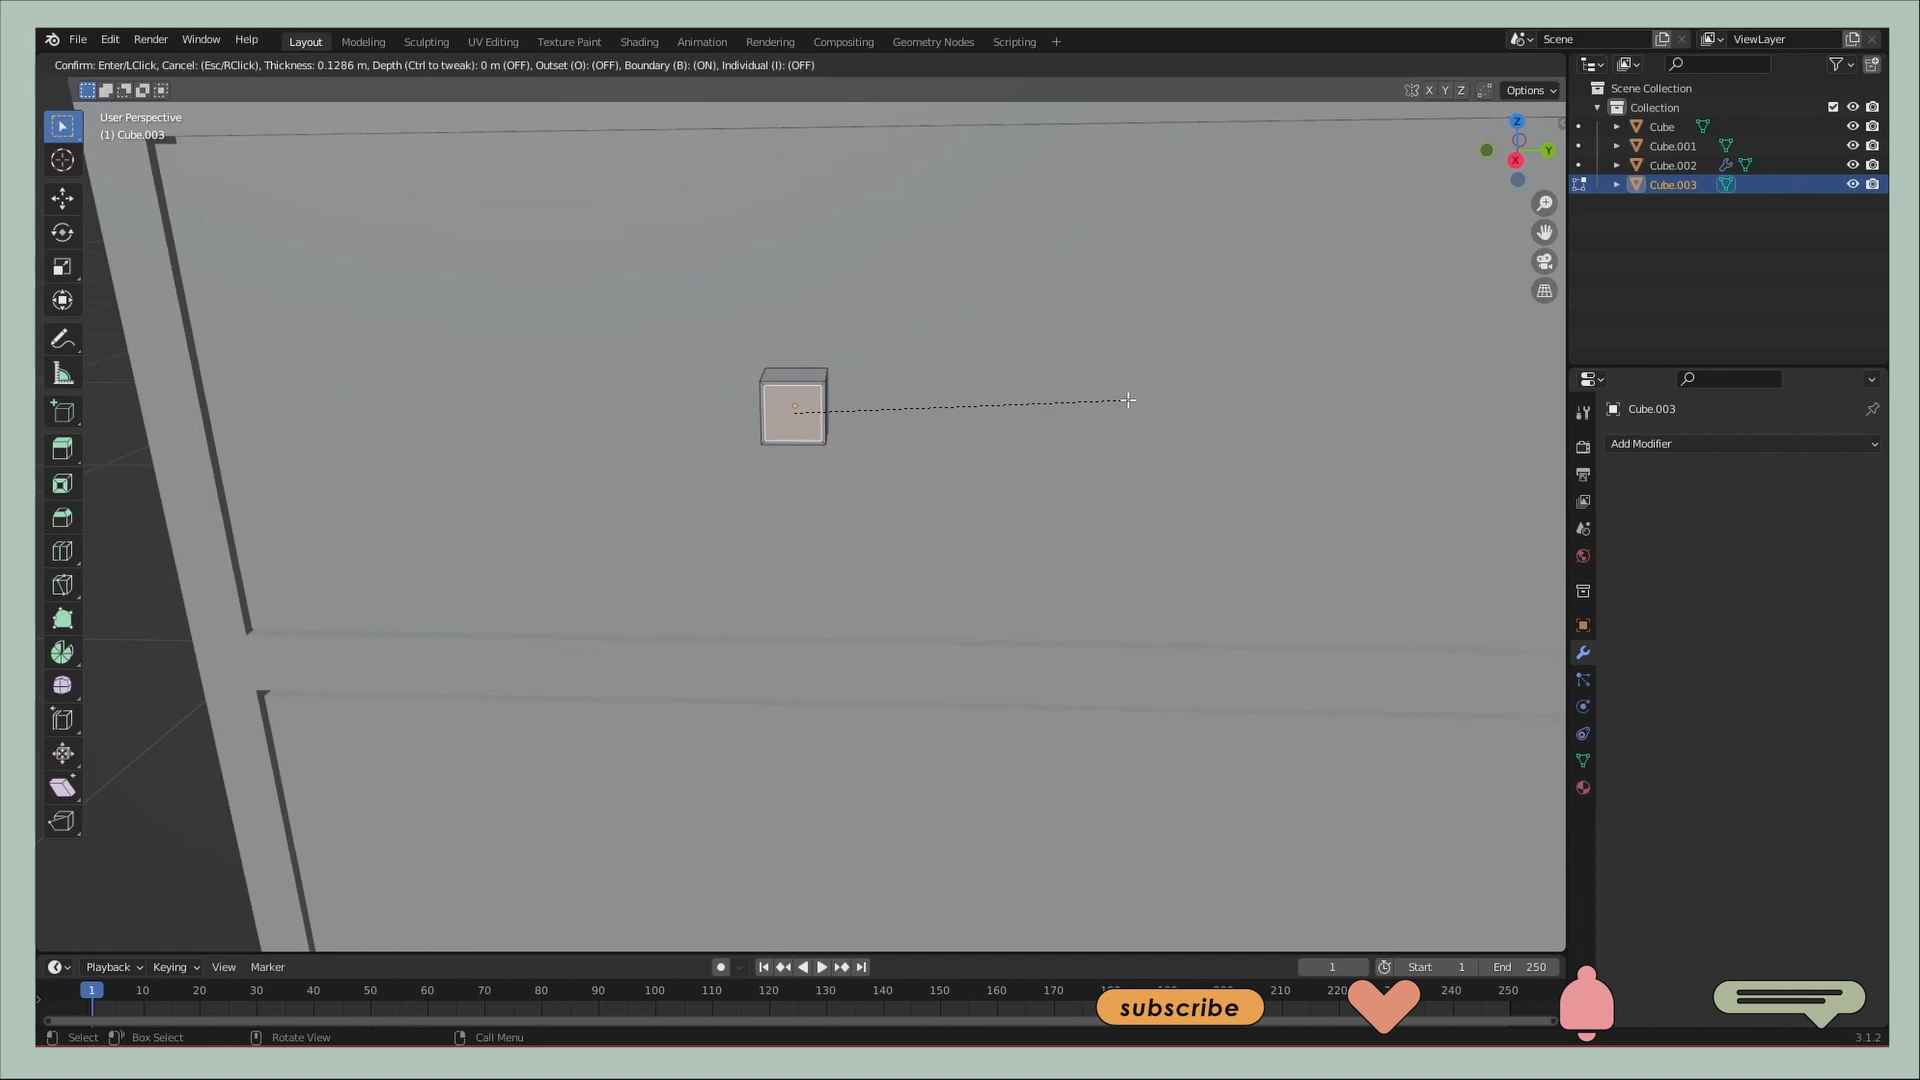 File Edit Render Window Help Layout Modeling Sculpting UV Editing Texture Paint Shading Animation Rendering Compositing Geometry Nodes Scripting + Scene ViewLayer
Confirm: Enter/LClick, Cancel: (Esc/RClick), Thickness: 0.1286 m, Depth (Ctrl to tweak): 0 m (OFF), Outset (O): (OFF), Boundary (B): (ON), Individual (I): (OFF)
X Y Z Options
User Perspective
(1) Cube.003
Z
Y
X
Scene Collection
Collection
Cube
Cube.001
Cube.002
Cube.003
Cube.003
Add Modifier
Playback Keying View Marker 1 Start 1 End 250
1 10 20 30 40 50 60 70 80 90 100 110 120 130 140 150 160 170 210 220 240 250
subscribe
Select Box Select Rotate View Call Menu 3.1.2